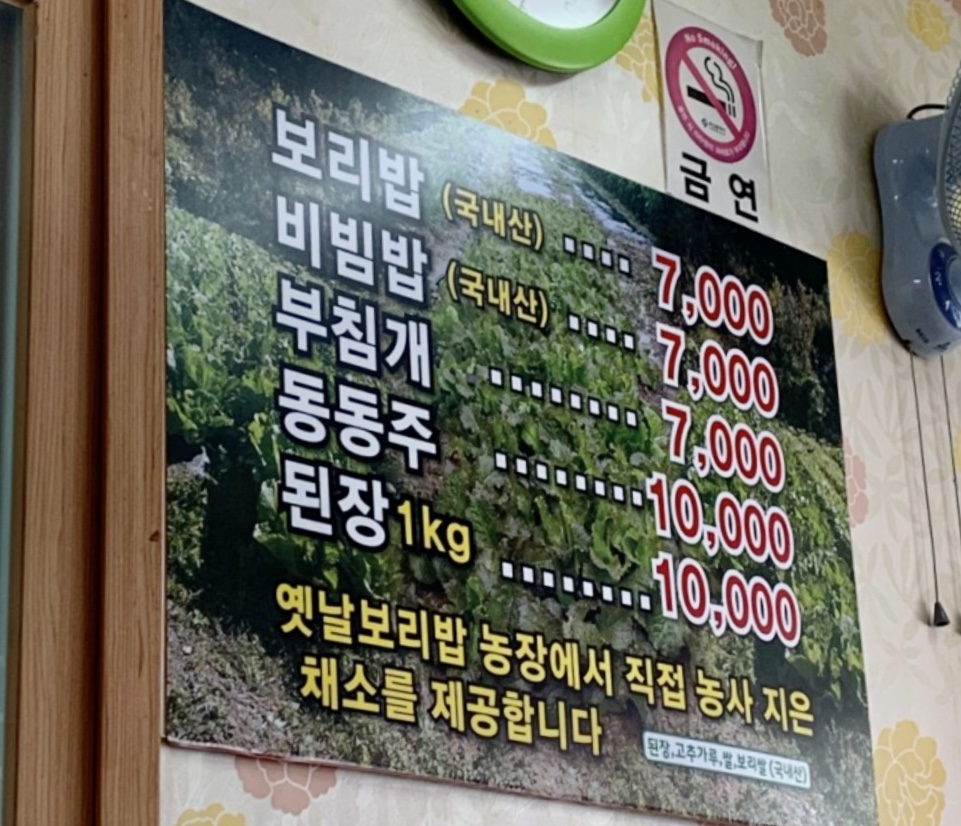 No Smoking!
금연
보리밥 (국내산) .... 7,000
비빔밥 (국내산) .... 7,000
부침개 ........ 7,000
동동주 ......... 10,000
된장 1kg ......... 10,000
옛날보리밥 농장에서 직접 농사 지은
채소를 제공합니다
된장,고추가루,쌀,보리쌀(국내산)